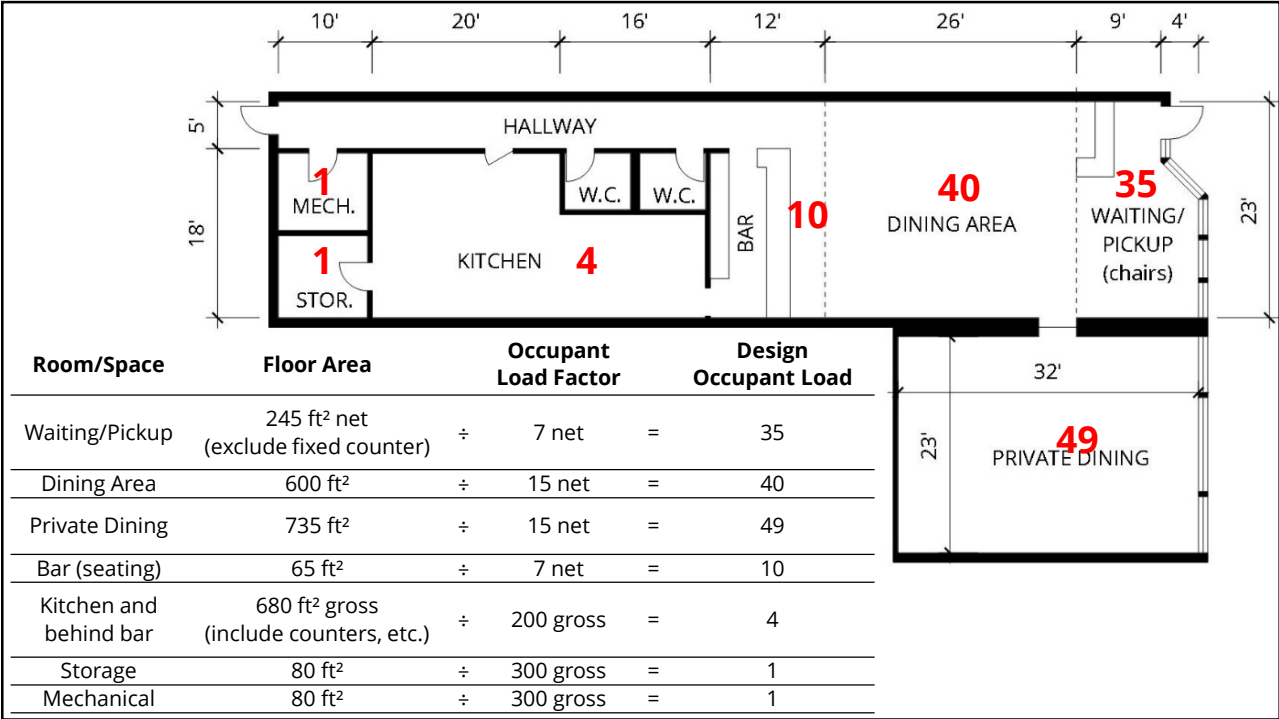 10' 20' 16' 12' 26' 9' 4'
5'
HALLWAY
18'
1
MECH.
1
STOR.
KITCHEN 4
W.C. W.C.
BAR
10
40
DINING AREA
35
WAITING/
PICKUP
(chairs)
23'
32'
23'
49
PRIVATE DINING
Room/Space Floor Area Occupant Load Factor Design Occupant Load
Waiting/Pickup 245 ft² net ÷ 7 net = 35
(exclude fixed counter)
Dining Area 600 ft² ÷ 15 net = 40
Private Dining 735 ft² ÷ 15 net = 49
Bar (seating) 65 ft² ÷ 7 net = 10
Kitchen and behind bar 680 ft² gross (include counters, etc.) ÷ 200 gross = 4
Storage 80 ft² ÷ 300 gross = 1
Mechanical 80 ft² ÷ 300 gross = 1